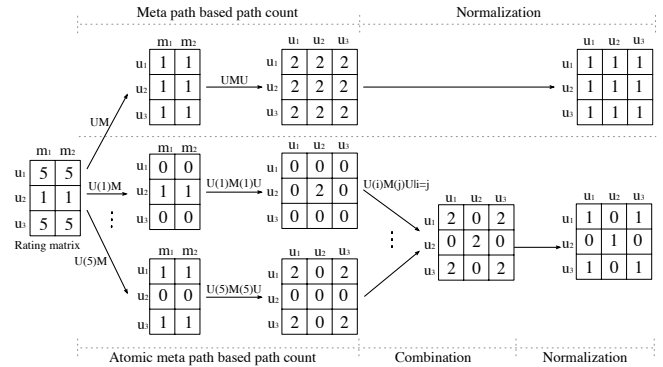 Meta path based path count Normalization
m1 m2
u1 1 1
u2 1 1
u3 1 1
UM
UMU
u1 u2 u3
u1 2 2 2
u2 2 2 2
u3 2 2 2
u1 u2 u3
u1 1 1 1
u2 1 1 1
u3 1 1 1
m1 m2
u1 5 5
u2 1 1
u3 5 5
Rating matrix
U(1)M
m1 m2
u1 0 0
u2 1 1
u3 0 0
U(1)M(1)U
u1 u2 u3
u1 0 0 0
u2 0 2 0
u3 0 0 0
U(i)M(j)U|i=j
U(5)M
m1 m2
u1 1 1
u2 0 0
u3 1 1
U(5)M(5)U
u1 u2 u3
u1 2 0 2
u2 0 0 0
u3 2 0 2
u1 u2 u3
u1 2 0 2
u2 0 2 0
u3 2 0 2
u1 u2 u3
u1 1 0 1
u2 0 1 0
u3 1 0 1
Atomic meta path based path count Combination Normalization